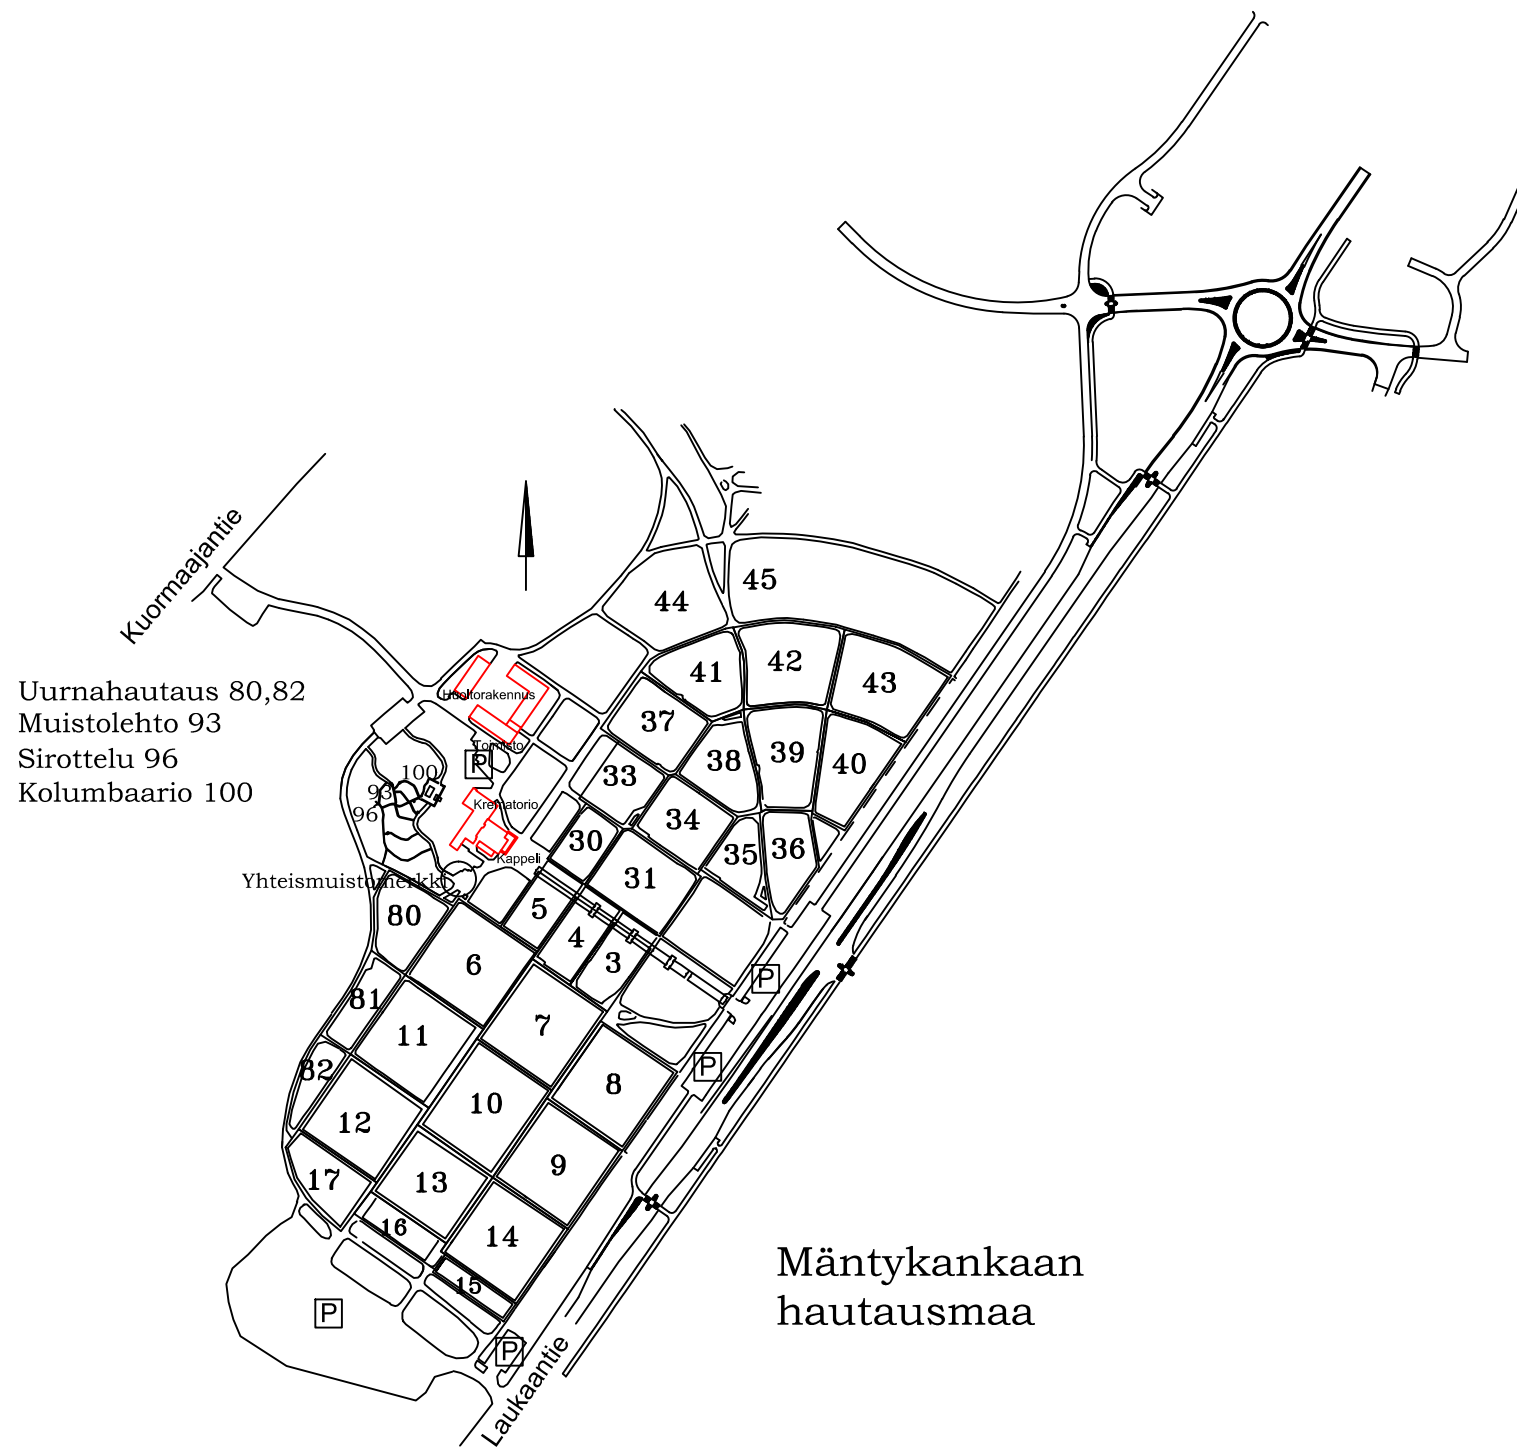 Kuormaajantie
45
44
42
41
43
Uurnahautaus 80,82
Huoltorakennus
Muistolehto 93
37
Toimisto
39
Sirottelu 96
38
40
P
100
33
Kolumbaario 100
93
Krematorio
96
34
30
36
35
Kappeli
31
Yhteismuistomerkki
80
5
4
6
3
P
81
7
11
P
82
8
10
12
9
17
13
16
14
Mäntykankaan
15
hautausmaa
P
P
Laukaantie